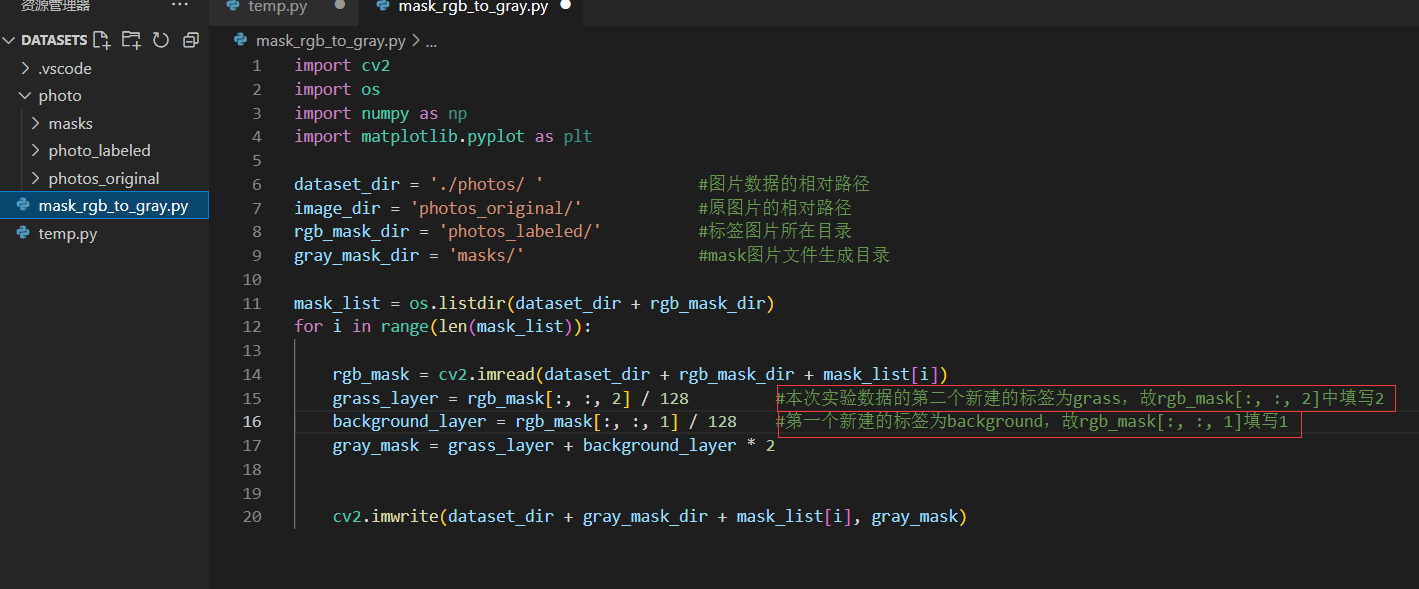 资源管理器 ...
temp.py
mask_rgb_to_gray.py
DATASETS
.vscode
photo
masks
photo_labeled
photos_original
mask_rgb_to_gray.py
temp.py
mask_rgb_to_gray.py > ...
1 import cv2
2 import os
3 import numpy as np
4 import matplotlib.pyplot as plt
5
6 dataset_dir = './photos/ ' #图片数据的相对路径
7 image_dir = 'photos_original/' #原图片的相对路径
8 rgb_mask_dir = 'photos_labeled/' #标签图片所在目录
9 gray_mask_dir = 'masks/' #mask图片文件生成目录
10
11 mask_list = os.listdir(dataset_dir + rgb_mask_dir)
12 for i in range(len(mask_list)):
13
14 rgb_mask = cv2.imread(dataset_dir + rgb_mask_dir + mask_list[i])
15 grass_layer = rgb_mask[:, :, 2] / 128 #本次实验数据的第二个新建的标签为grass，故rgb_mask[:, :, 2]中填写2
16 background_layer = rgb_mask[:, :, 1] / 128 #第一个新建的标签为background，故rgb_mask[:, :, 1]填写1
17 gray_mask = grass_layer + background_layer * 2
18
19
20 cv2.imwrite(dataset_dir + gray_mask_dir + mask_list[i], gray_mask)